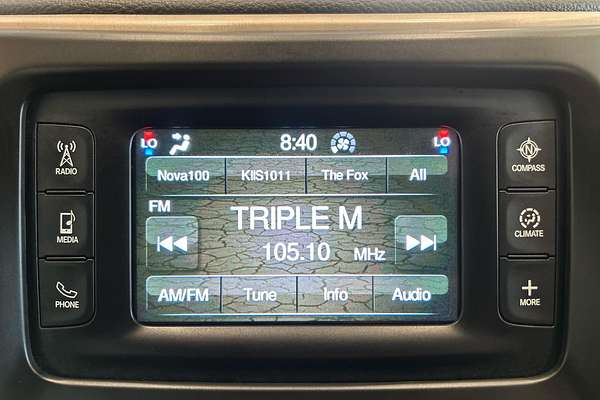 LO 8:40 LO
Nova100 KIIS1011 The Fox All
FM
TRIPLE M
105.10 MHz
AM/FM Tune Info Audio
RADIO
MEDIA
PHONE
N
COMPASS
CLIMATE
MORE